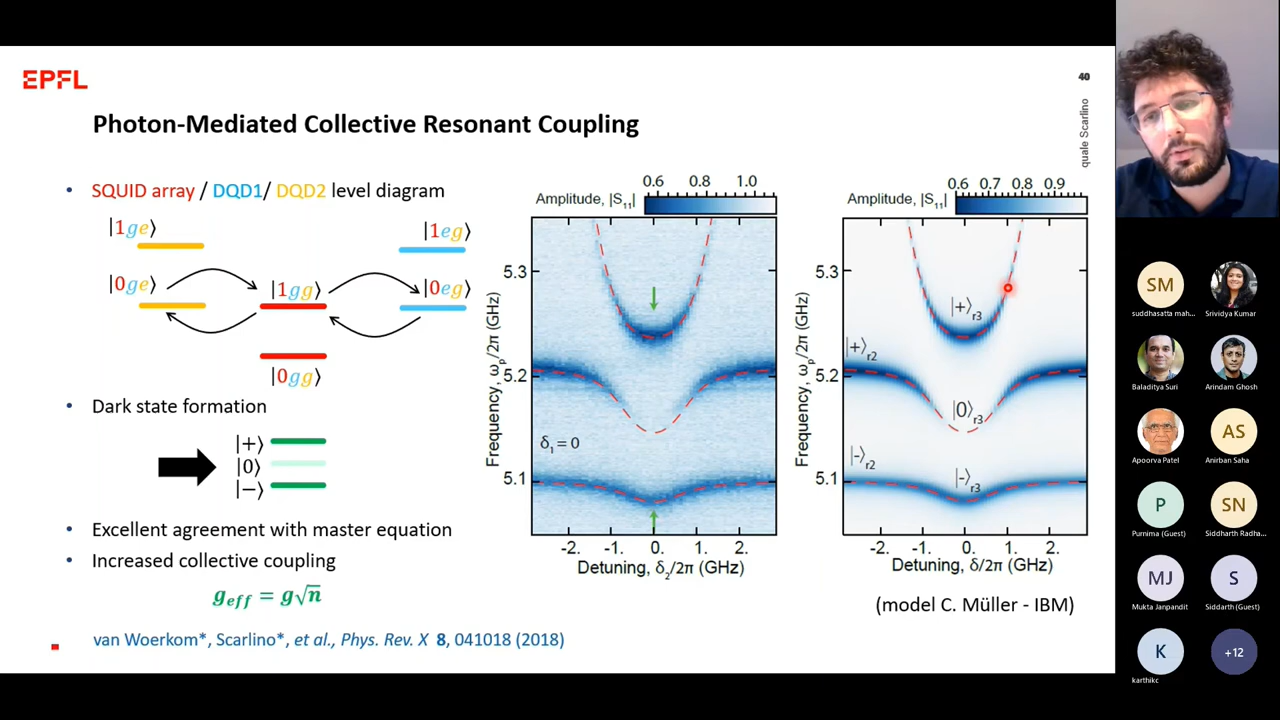 EPFL
40
quale Scarlino
Photon-Mediated Collective Resonant Coupling
• SQUID array / DQD1/ DQD2 level diagram
|1ge⟩
|1eg⟩
|0ge⟩
|1gg⟩
|0eg⟩
|0gg⟩
• Dark state formation
|+⟩
|0⟩
|−⟩
• Excellent agreement with master equation
• Increased collective coupling
g_eff = g√n
van Woerkom*, Scarlino*, et al., Phys. Rev. X 8, 041018 (2018)
0.6 0.8 1.0
Amplitude, |S₁₁|
Frequency, ωₚ/2π (GHz)
5.3
5.2
5.1
δ₁ = 0
-2. -1. 0. 1. 2.
Detuning, δ₂/2π (GHz)
0.6 0.7 0.8 0.9
Amplitude, |S₁₁|
Frequency, ωₚ/2π (GHz)
5.3
5.2
5.1
|+⟩r3
|+⟩r2
|0⟩r3
|-⟩r2
|-⟩r3
-2. -1. 0. 1. 2.
Detuning, δ/2π (GHz)
(model C. Müller - IBM)
SM
suddhasatta mah...
Srividya Kumar
Baladitya Suri
Arindam Ghosh
Apoorva Patel
AS
Anirban Saha
P
Purnima (Guest)
SN
Siddharth Radha...
MJ
Mukta Janpandit
S
Siddarth (Guest)
K
karthikc
+12